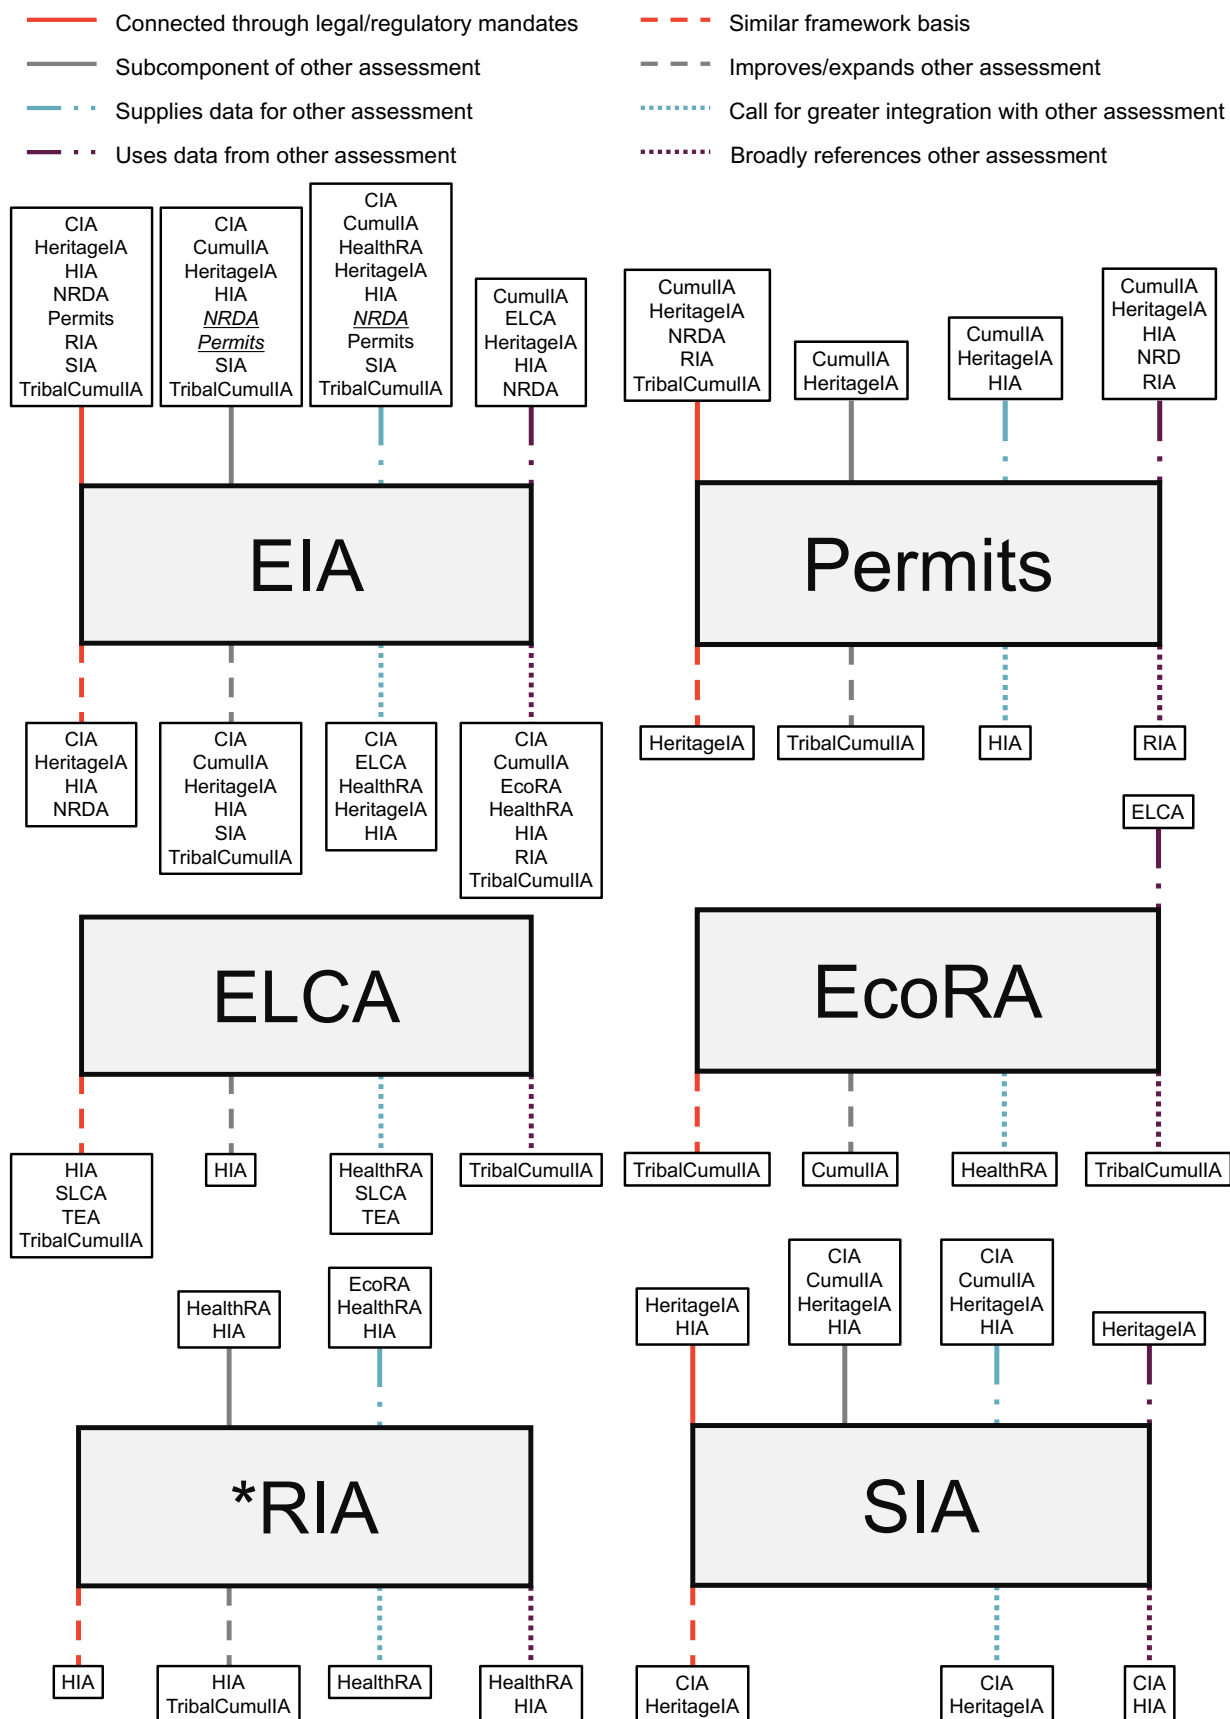 Connected through legal/regulatory mandates
Similar framework basis
Subcomponent of other assessment
Improves/expands other assessment
Supplies data for other assessment
Call for greater integration with other assessment
Uses data from other assessment
Broadly references other assessment
CIA
HeritageIA
HIA
NRDA
Permits
RIA
SIA
TribalCumulIA
CIA
CumulIA
HeritageIA
HIA
NRDA
Permits
SIA
TribalCumulIA
CIA
CumulIA
HealthRA
HeritageIA
HIA
NRDA
Permits
SIA
TribalCumulIA
CumulIA
ELCA
HeritageIA
HIA
NRDA
EIA
CIA
HeritageIA
HIA
NRDA
CIA
CumulIA
HeritageIA
HIA
SIA
TribalCumulIA
CIA
ELCA
HealthRA
HeritageIA
HIA
CIA
CumulIA
EcoRA
HealthRA
HIA
RIA
TribalCumulIA
CumulIA
HeritageIA
NRDA
RIA
TribalCumulIA
CumulIA
HeritageIA
CumulIA
HeritageIA
HIA
CumulIA
HeritageIA
HIA
NRD
RIA
Permits
HeritageIA
TribalCumulIA
HIA
RIA
ELCA
HIA
SLCA
TEA
TribalCumulIA
HIA
HealthRA
SLCA
TEA
TribalCumulIA
ELCA
EcoRA
TribalCumulIA
CumulIA
HealthRA
TribalCumulIA
HealthRA
HIA
EcoRA
HealthRA
HIA
*RIA
HIA
HIA
TribalCumulIA
HealthRA
HealthRA
HIA
HeritageIA
HIA
CIA
CumulIA
HeritageIA
HIA
CIA
CumulIA
HeritageIA
HIA
HeritageIA
SIA
CIA
HeritageIA
CIA
HeritageIA
CIA
HIA